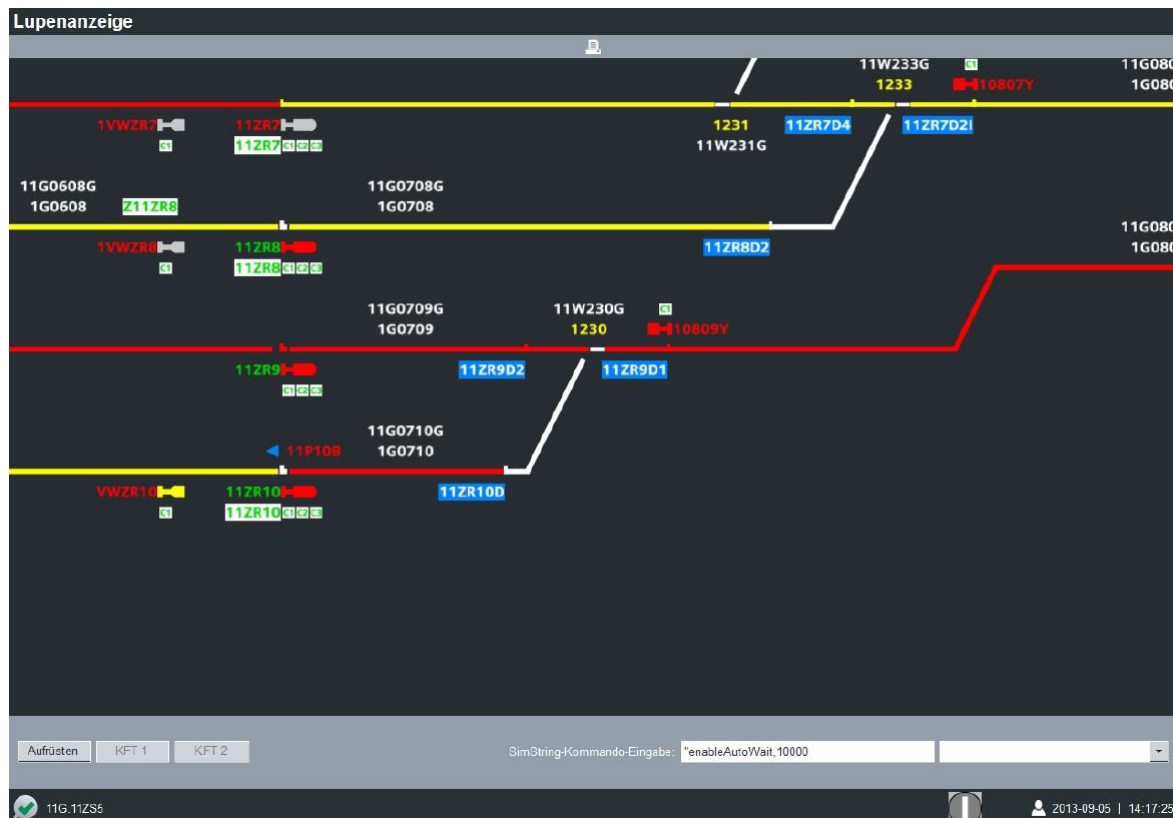 Lupenanzeige
11W233G C1 11G080
1233 10807Y 1G080
1VWZR7 11ZR7 1231 11ZR7D4 11ZR7D2I
C1 11ZR7 C1 C2 C3 11W231G
11G0608G 11G0708G
1G0608 Z11ZR8 1G0708
11G080
1VWZR8 11ZR8 11ZR8D2 1G080
C1 11ZR8 C1 C2 C3
11G0709G 11W230G C1
1G0709 1230 10809Y
11ZR9 11ZR9D2 11ZR9D1
C1 C2 C3
11G0710G
11P10B 1G0710
VWZR10 11ZR10 11ZR10D
C1 11ZR10 C1 C2 C3
Aufrüsten KFT 1 KFT 2 SimString-Kommando-Eingabe: "enableAutoWait,10000
11G.11ZS5 2013-09-05 | 14:17:25